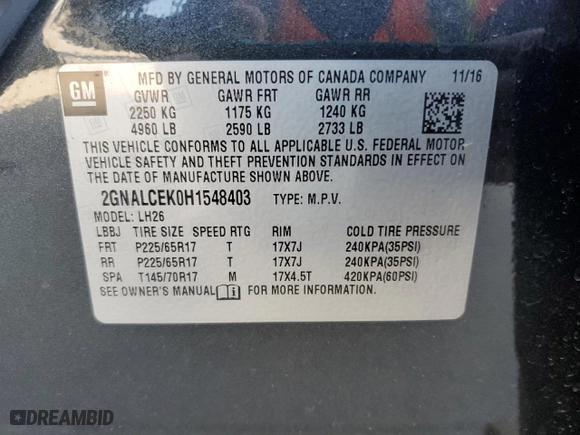 GM
MFD BY GENERAL MOTORS OF CANADA COMPANY 11/16
GVWR GAWR FRT GAWR RR
2250 KG 1175 KG 1240 KG
4960 LB 2590 LB 2733 LB
THIS VEHICLE CONFORMS TO ALL APPLICABLE U.S. FEDERAL MOTOR
VEHICLE SAFETY AND THEFT PREVENTION STANDARDS IN EFFECT ON
THE DATE OF MANUFACTURE SHOWN ABOVE.
2GNALCEK0H1548403 TYPE: M.P.V.
MODEL: LH26
LBBJ TIRE SIZE SPEED RTG RIM COLD TIRE PRESSURE
FRT P225/65R17 T 17X7J 240KPA(35PSI)
RR P225/65R17 T 17X7J 240KPA(35PSI)
SPA T145/70R17 M 17X4.5T 420KPA(60PSI)
SEE OWNER'S MANUAL FOR MORE INFORMATION.
DREAMBID